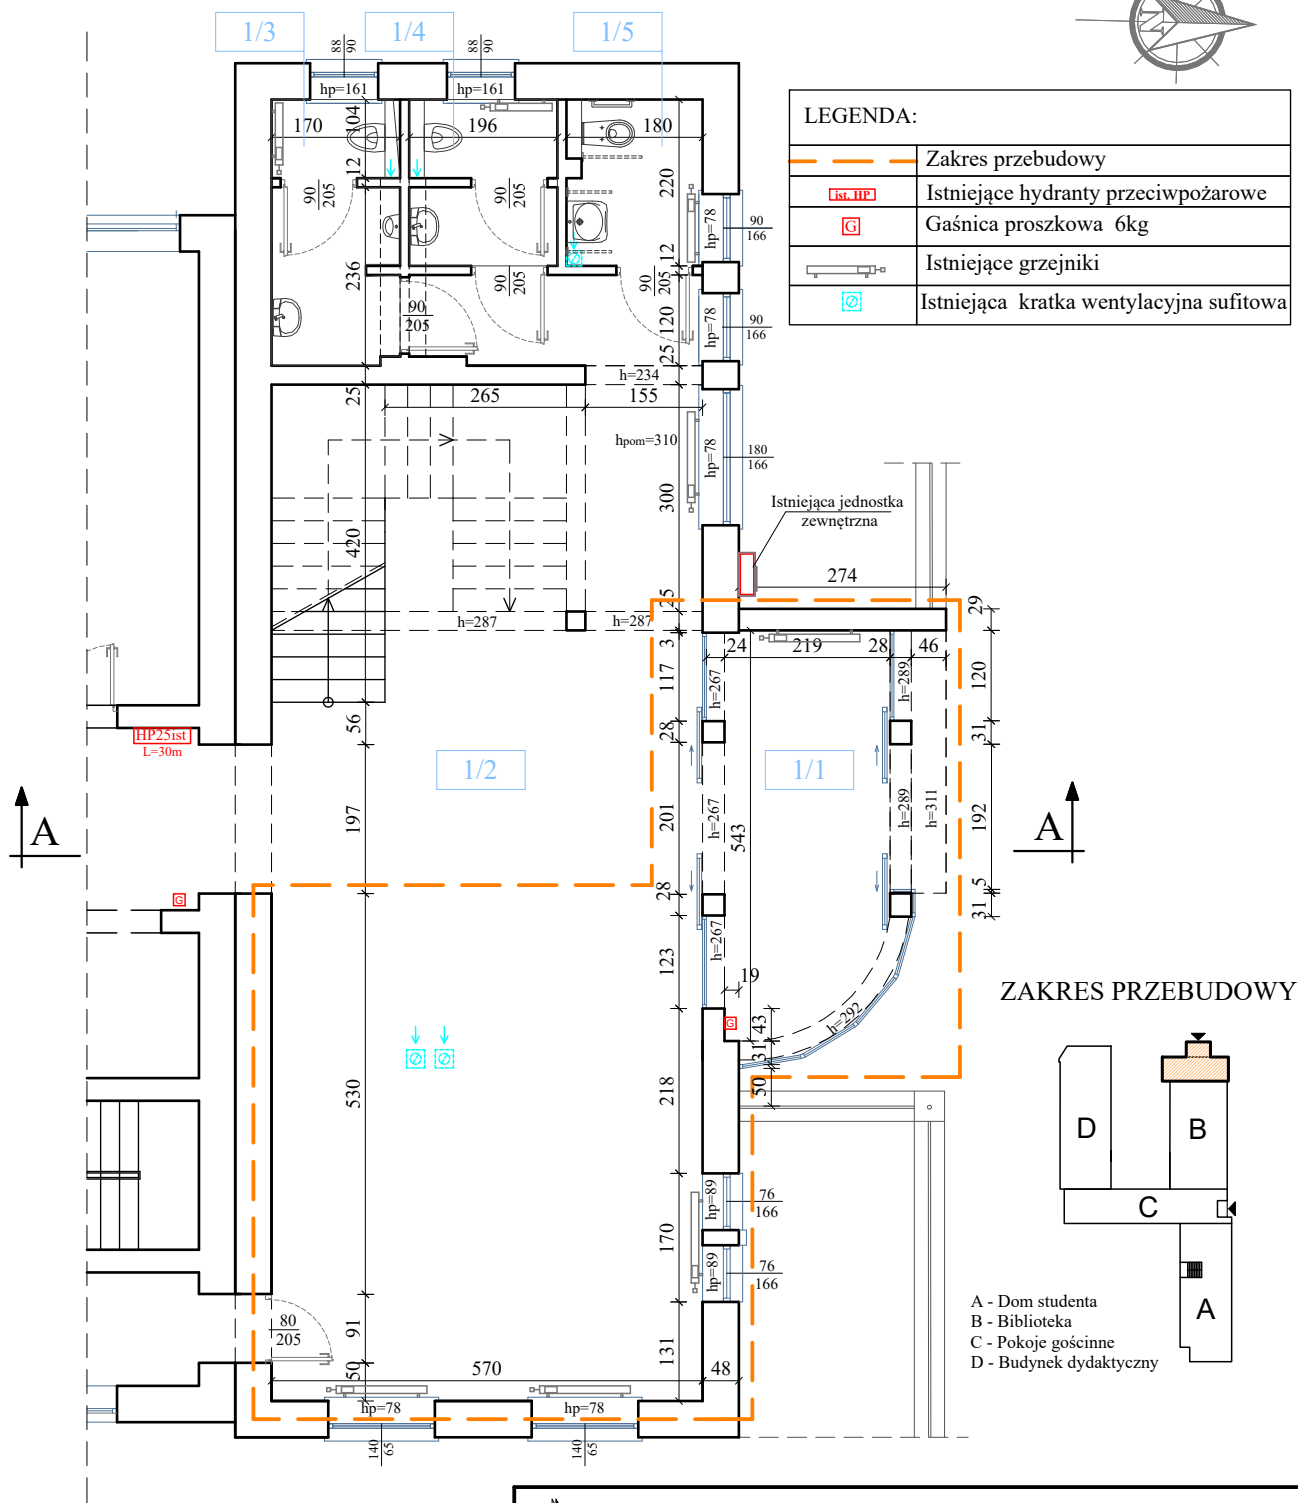 1/3
1/4
1/5
N
88
90
88
90
hp=161
hp=161
LEGENDA:
Zakres przebudowy
ist. HP
Istniejące hydranty przeciwpożarowe
G
Gaśnica proszkowa 6kg
Istniejące grzejniki
Istniejąca kratka wentylacyjna sufitowa
170
104
196
180
12
90
205
90
205
220
hp=78
90
166
12
236
90
205
90
205
90
205
120
hp=78
90
166
25
25
h=234
265
155
hpom=310
hp=78
180
166
300
420
Istniejąca jednostka
zewnętrzna
274
25
29
h=287
h=287
3
24
219
28
46
117
h=267
h=289
120
56
28
31
HP25ist
L=30m
1/2
1/1
A
A
197
201
h=267
543
h=289
h=311
192
G
28
5
31
123
h=267
19
ZAKRES PRZEBUDOWY
G
43
h=292
31
50
530
218
D
B
C
A
hp=89
76
166
170
hp=89
76
166
A - Dom studenta
B - Biblioteka
C - Pokoje gościnne
D - Budynek dydaktyczny
80
205
91
131
50
570
48
hp=78
hp=78
140
65
140
65